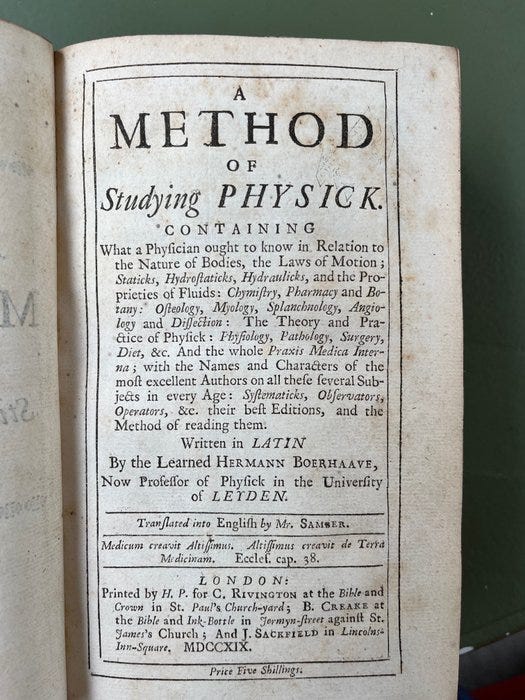 A
METHOD
OF
Studying PHYSICK.
CONTAINING
What a Phyſician ought to know in Relation to
the Nature of Bodies, the Laws of Motion;
Staticks, Hydroſtaticks, Hydraulicks, and the Pro-
prieties of Fluids: Chymiſtry, Pharmacy and Bo-
tany: Oſteology, Myology, Splanchnology, Angio-
logy and Diſſection: The Theory and Pra-
ctice of Phyſick: Phyſiology, Pathology, Surgery,
Diet, &c. And the whole Praxis Medica Inter-
na; with the Names and Characters of the
moſt excellent Authors on all theſe ſeveral Sub-
jects in every Age: Syſtematicks, Obſervators,
Operators, &c. their beſt Editions, and the
Method of reading them.
Written in LATIN
By the Learned HERMANN BOERHAAVE,
Now Profeſſor of Phyſick in the Univerſity
of LEYDEN.
Tranſlated into Engliſh by Mr. SAMBER.
Medicum creavit Altiſſimus. Altiſſimus creavit de Terra
Medicinam. Eccleſ. cap. 38.
LONDON:
Printed by H. P. for C. RIVINGTON at the Bible and
Crown in St. Paul's Church-yard; B. CREAKE at
the Bible and Ink-Bottle in Jermyn-ſtreet againſt St.
James's Church; And J. SACKFIELD in Lincolns-
Inn-Square. MDCCXIX.
Price Five Shillings.